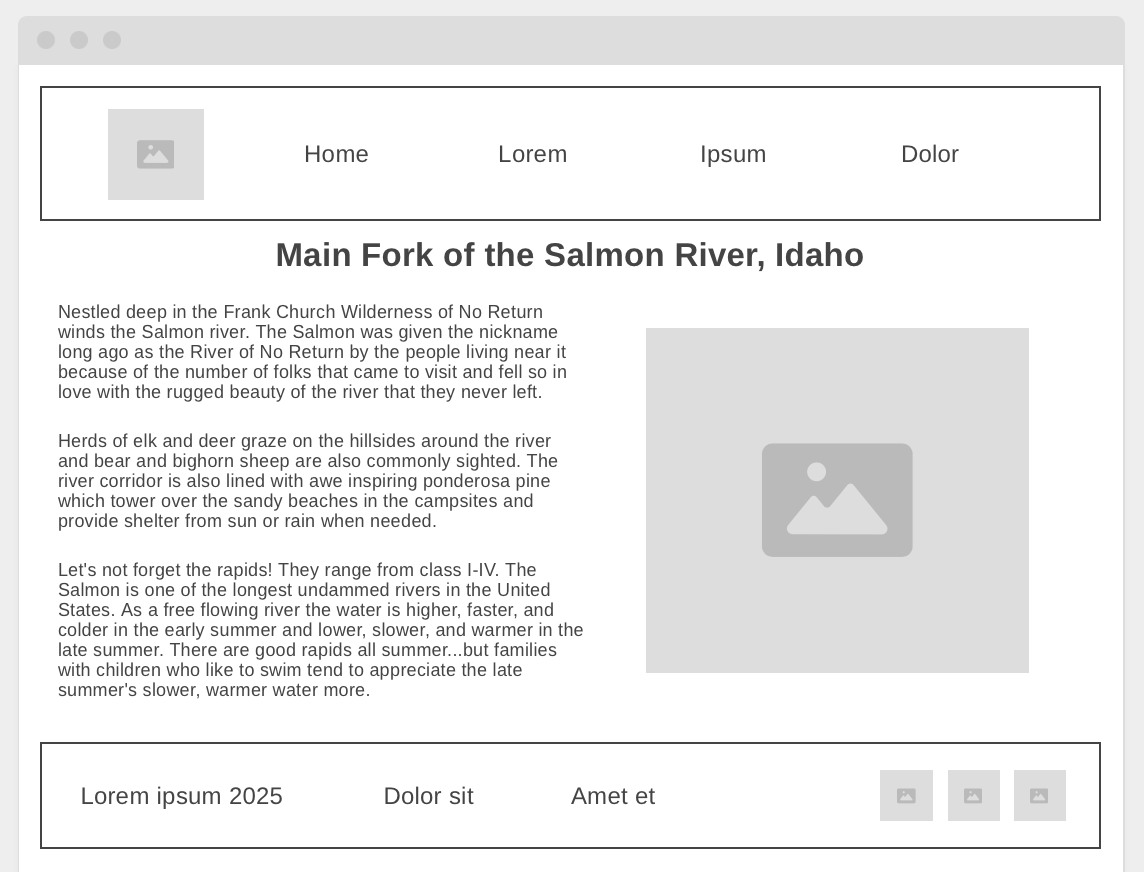 Home Lorem Ipsum Dolor
Main Fork of the Salmon River, Idaho
Nestled deep in the Frank Church Wilderness of No Return
winds the Salmon river. The Salmon was given the nickname
long ago as the River of No Return by the people living near it
because of the number of folks that came to visit and fell so in
love with the rugged beauty of the river that they never left.
Herds of elk and deer graze on the hillsides around the river
and bear and bighorn sheep are also commonly sighted. The
river corridor is also lined with awe inspiring ponderosa pine
which tower over the sandy beaches in the campsites and
provide shelter from sun or rain when needed.
Let's not forget the rapids! They range from class I-IV. The
Salmon is one of the longest undammed rivers in the United
States. As a free flowing river the water is higher, faster, and
colder in the early summer and lower, slower, and warmer in the
late summer. There are good rapids all summer...but families
with children who like to swim tend to appreciate the late
summer's slower, warmer water more.
Lorem ipsum 2025 Dolor sit Amet et